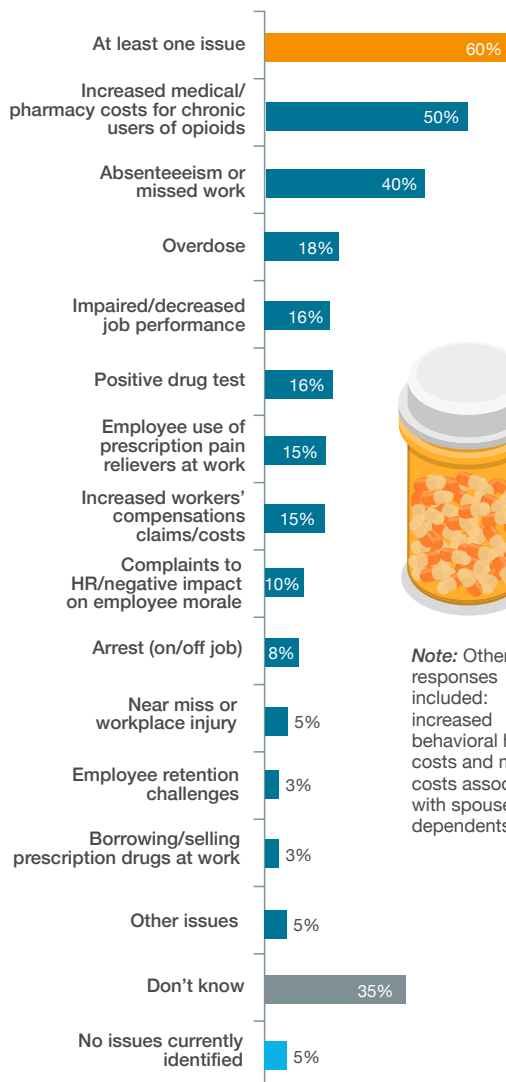 At least one issue
60%
Increased medical/
pharmacy costs for chronic
users of opioids
50%
Absenteeeism or
missed work
40%
Overdose
18%
Impaired/decreased
job performance
16%
Positive drug test
16%
Employee use of
prescription pain
relievers at work
15%
Increased workers'
compensations
claims/costs
15%
Complaints to
HR/negative impact
on employee morale
10%
Arrest (on/off job)
8%
Near miss or
workplace injury
5%
Employee retention
challenges
3%
Borrowing/selling
prescription drugs at work
3%
Other issues
5%
Don't know
35%
No issues currently
identified
5%
Note: Other
responses
included:
increased
behavioral
costs and
costs
with
dependents